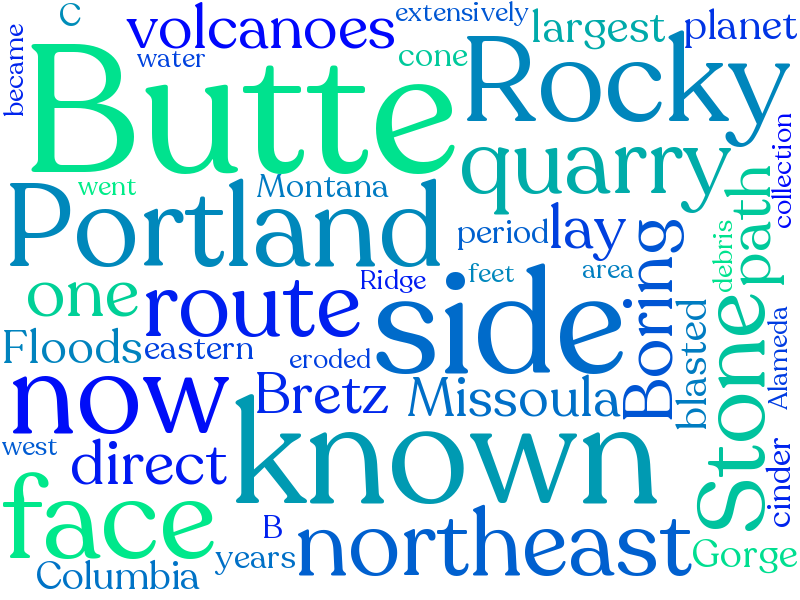 became
C
volcanoes
extensively
largest
planet
water
cone
Butte
Rocky
quarry
collection
went
Montana
Portland
period
lay
path
debris
Ridge
feet
area
one
route
side
Boring
Stone
Floods
eastern
eroded
blasted
Alameda
now
Bretz
Missoula
west
direct
known
cinder
face
B
northeast
years
Gorge
Columbia